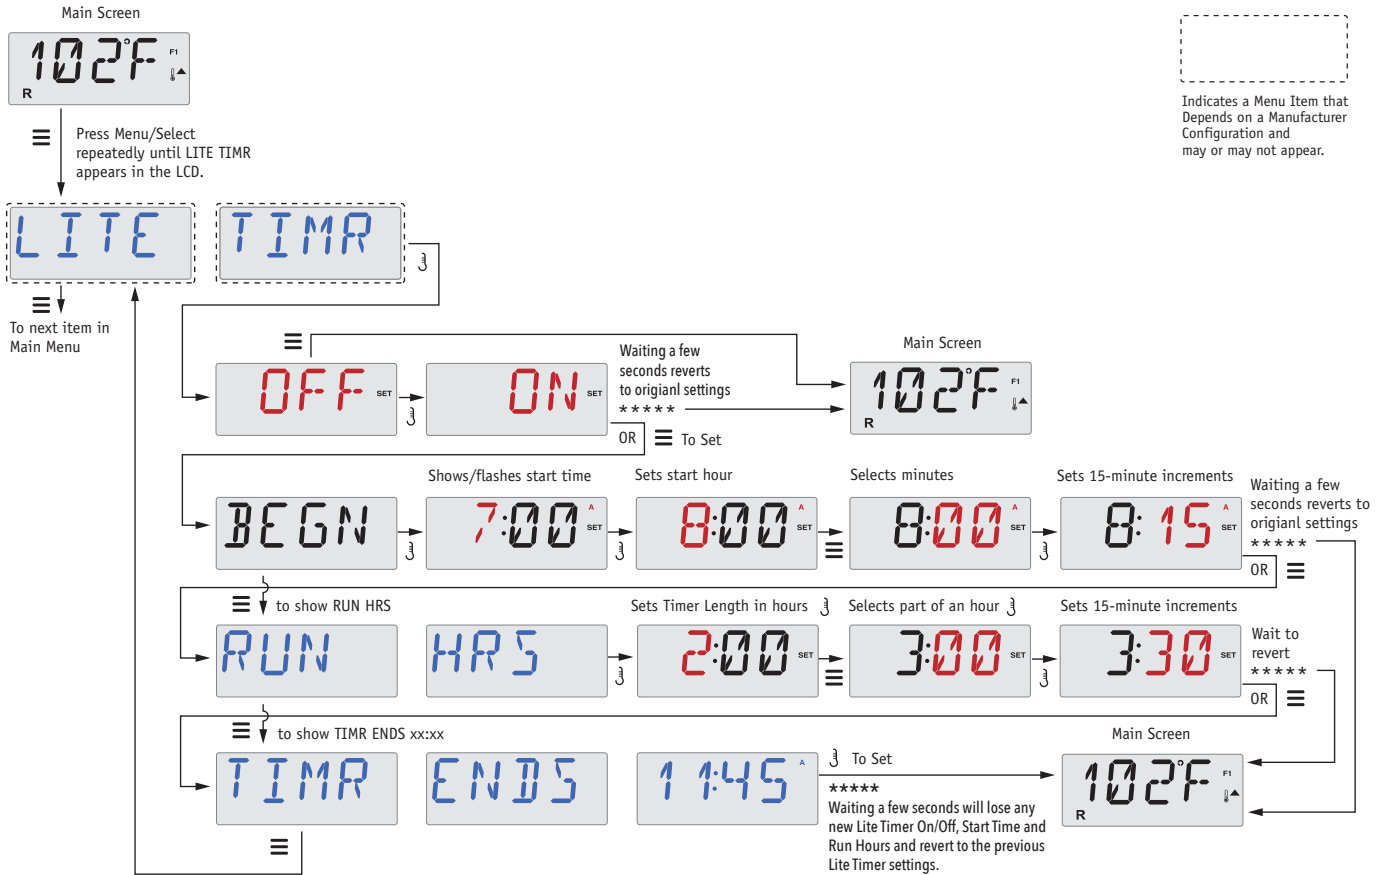 Main Screen
102°F
F1
R
Press Menu/Select
repeatedly until LITE TIMR
appears in the LCD.
Indicates a Menu Item that
Depends on a Manufacturer
Configuration and
may or may not appear.
LITE
TIMR
To next item in
Main Menu
OFF
SET
ON
SET
Waiting a few
seconds reverts
to origianl settings
*****
OR
To Set
Main Screen
102°F
F1
R
BEGN
Shows/flashes start time
7:00
A
SET
Sets start hour
8:00
A
SET
Selects minutes
8:00
A
SET
Sets 15-minute increments
8:15
A
SET
Waiting a few
seconds reverts to
origianl settings
*****
OR
to show RUN HRS
RUN
HRS
Sets Timer Length in hours
2:00
SET
Selects part of an hour
3:00
SET
Sets 15-minute increments
3:30
SET
Wait to
revert
*****
OR
to show TIMR ENDS xx:xx
TIMR
ENDS
11:45
A
To Set
*****
Waiting a few seconds will lose any
new Lite Timer On/Off, Start Time and
Run Hours and revert to the previous
Lite Timer settings.
Main Screen
102°F
F1
R